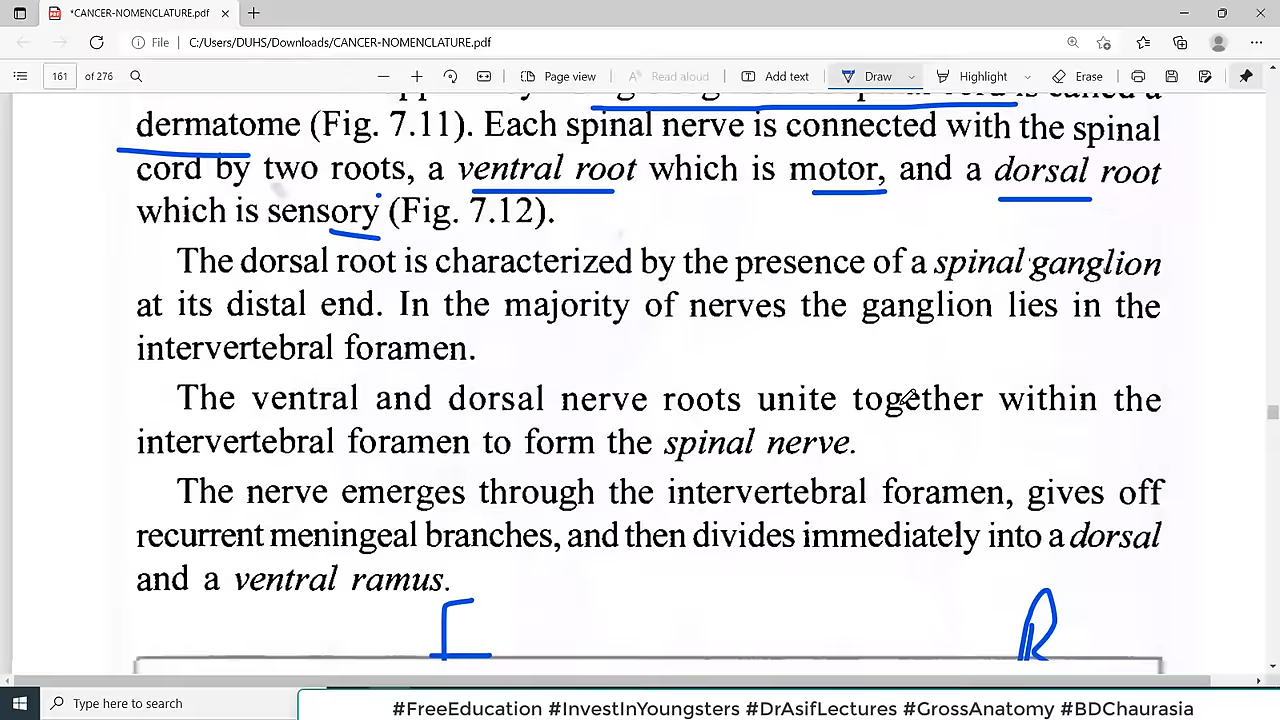 *CANCER-NOMENCLATURE.pdf
File C:/Users/DUHS/Downloads/CANCER-NOMENCLATURE.pdf
161 of 276 Page view Read aloud Add text Draw Highlight Erase
is called a
dermatome (Fig. 7.11). Each spinal nerve is connected with the spinal
cord by two roots, a ventral root which is motor, and a dorsal root
which is sensory (Fig. 7.12).
The dorsal root is characterized by the presence of a spinal ganglion
at its distal end. In the majority of nerves the ganglion lies in the
intervertebral foramen.
The ventral and dorsal nerve roots unite together within the
intervertebral foramen to form the spinal nerve.
The nerve emerges through the intervertebral foramen, gives off
recurrent meningeal branches, and then divides immediately into a dorsal
and a ventral ramus.
R
Type here to search
#FreeEducation #InvestInYoungsters #DrAsifLectures #GrossAnatomy #BDChaurasia